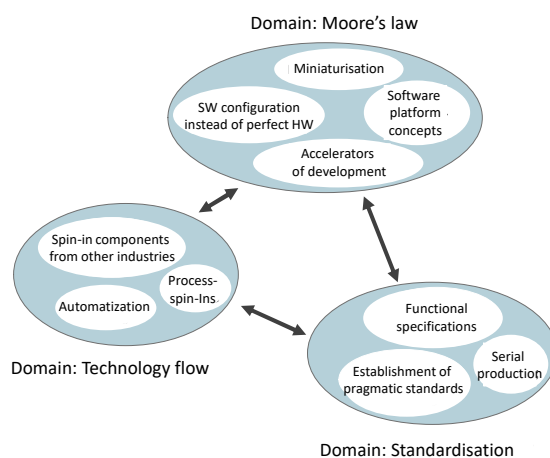 Domain: Moore’s law
Miniaturisation
SW configuration
instead of perfect HW
Software
platform
concepts
Accelerators
of development
Spin-in components
from other industries
Process-
spin-Ins
Automatization
Domain: Technology flow
Functional
specifications
Serial
production
Establishment of
pragmatic standards
Domain: Standardisation